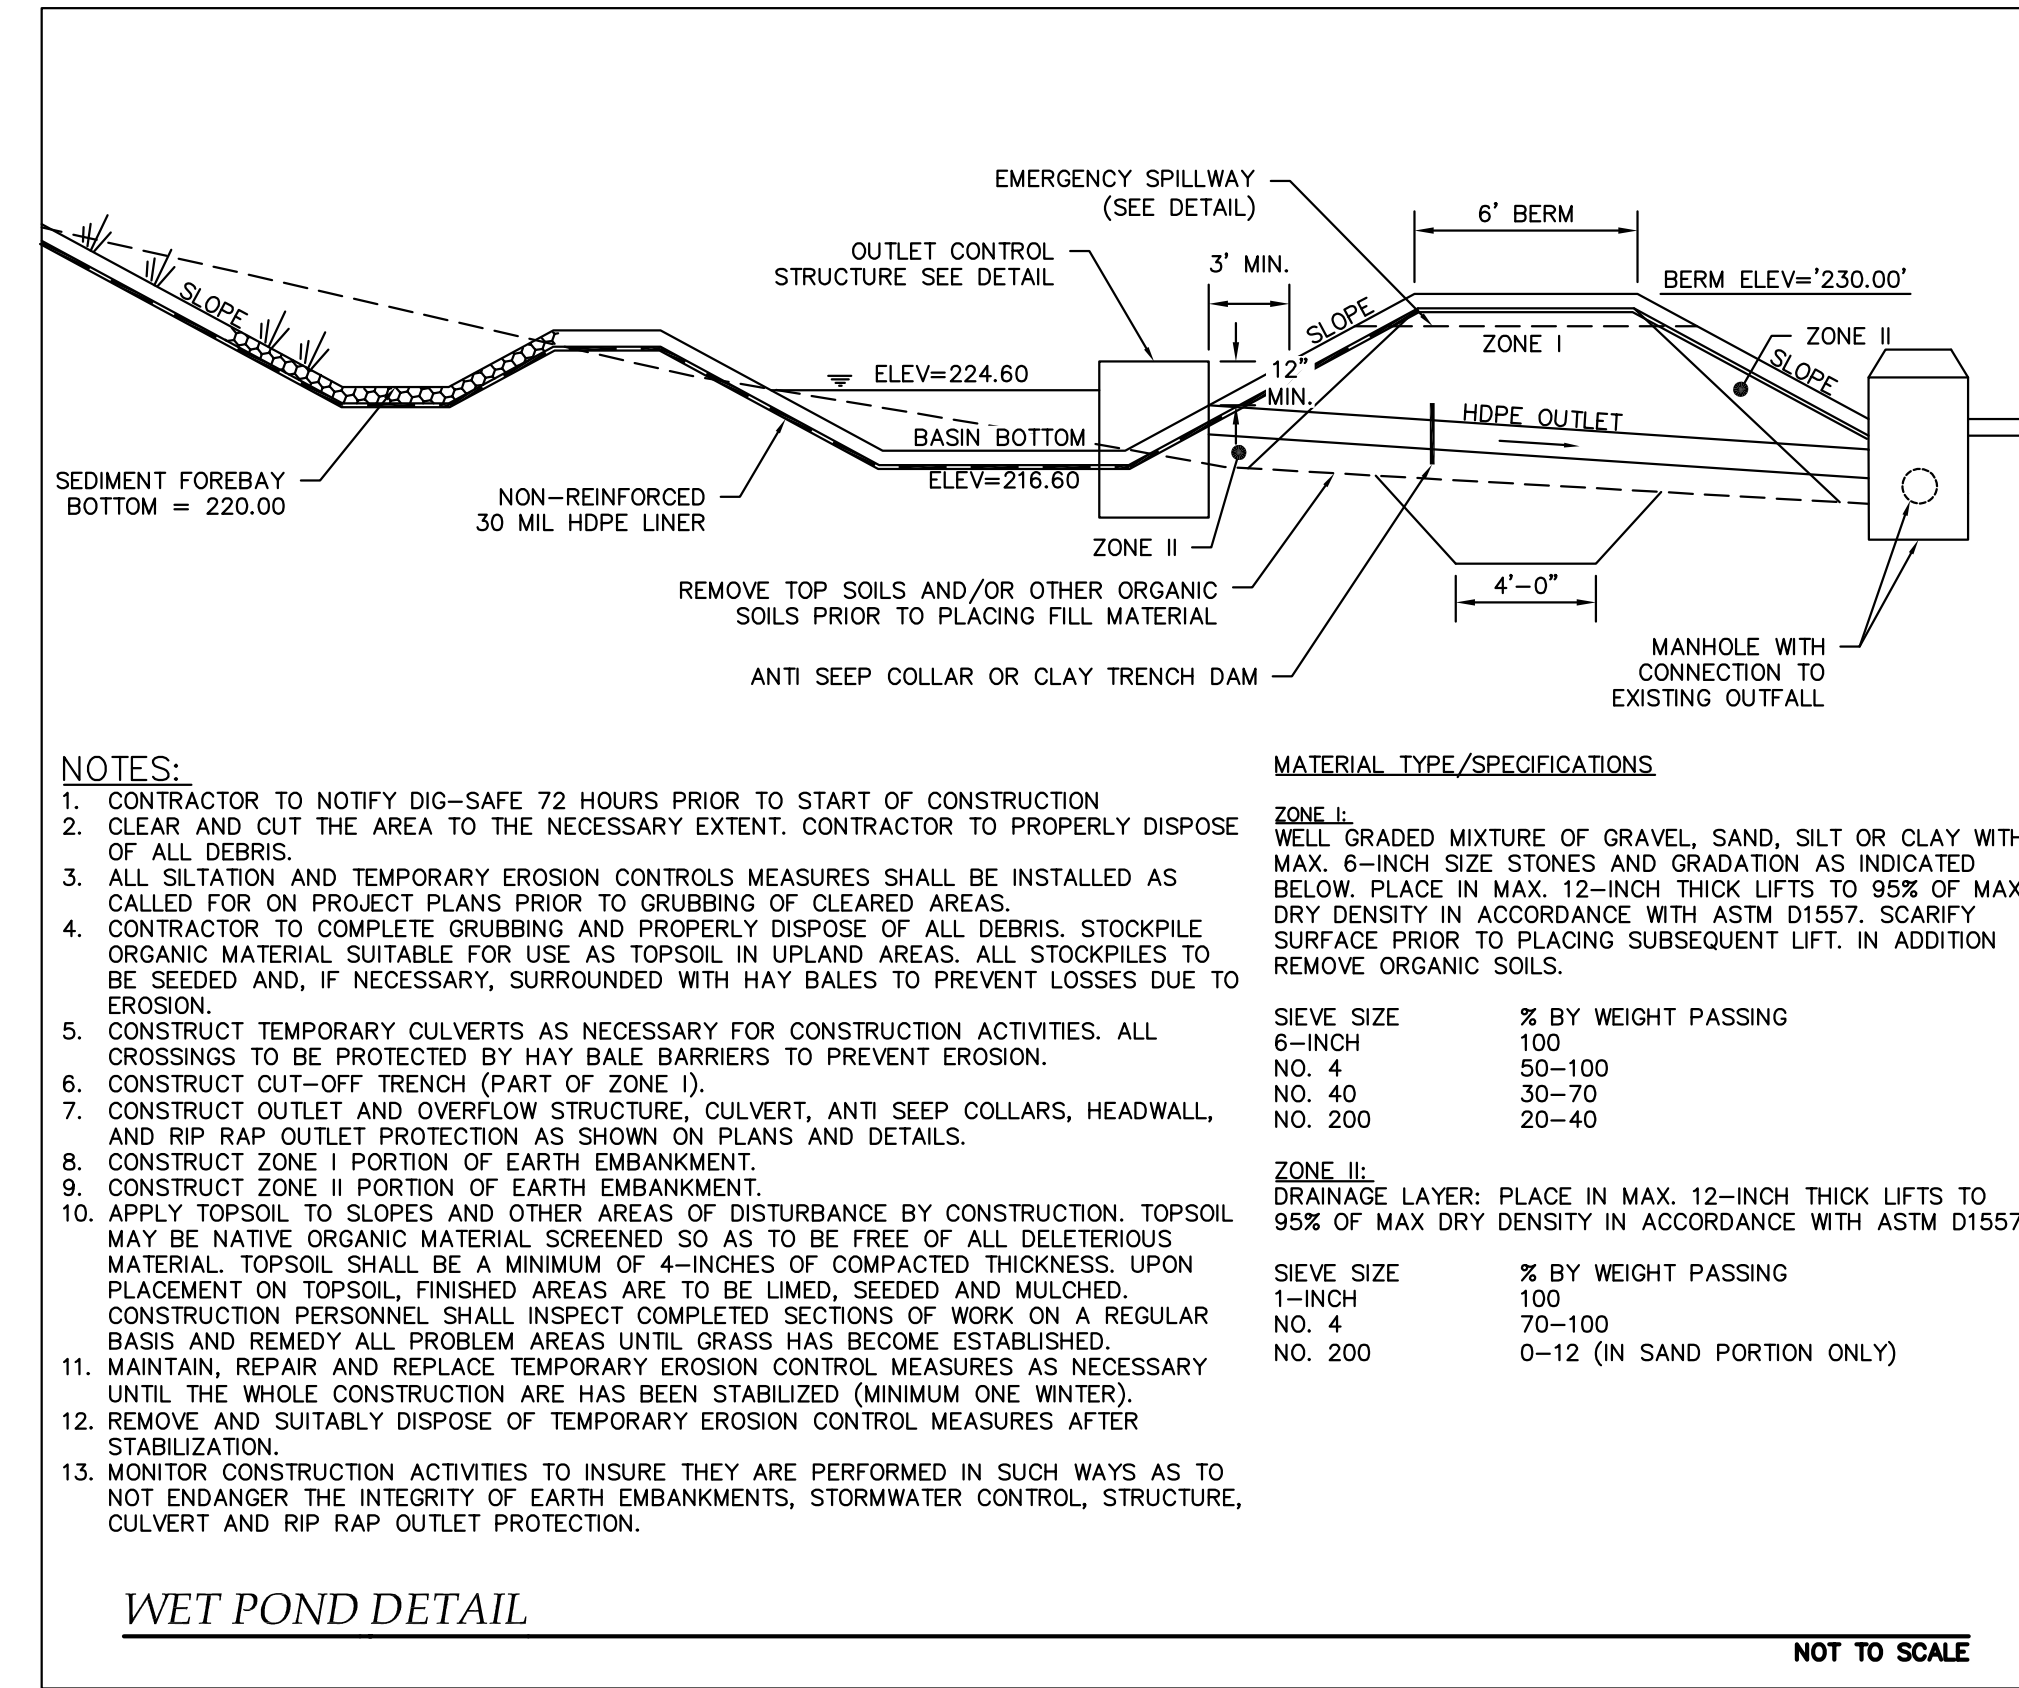 EMERGENCY SPILLWAY
(SEE DETAIL)
6' BERM
OUTLET CONTROL
STRUCTURE SEE DETAIL
3' MIN.
BERM ELEV='230.00'
SLOPE
SLOPE
ZONE I
ZONE II
SLOPE
ELEV=224.60
12"
MIN.
HDPE OUTLET
BASIN BOTTOM
ELEV=216.60
SEDIMENT FOREBAY
BOTTOM = 220.00
NON-REINFORCED
30 MIL HDPE LINER
ZONE II
REMOVE TOP SOILS AND/OR OTHER ORGANIC
SOILS PRIOR TO PLACING FILL MATERIAL
4'-0"
ANTI SEEP COLLAR OR CLAY TRENCH DAM
MANHOLE WITH
CONNECTION TO
EXISTING OUTFALL
NOTES:
1. CONTRACTOR TO NOTIFY DIG-SAFE 72 HOURS PRIOR TO START OF CONSTRUCTION
2. CLEAR AND CUT THE AREA TO THE NECESSARY EXTENT. CONTRACTOR TO PROPERLY DISPOSE
OF ALL DEBRIS.
3. ALL SILTATION AND TEMPORARY EROSION CONTROLS MEASURES SHALL BE INSTALLED AS
CALLED FOR ON PROJECT PLANS PRIOR TO GRUBBING OF CLEARED AREAS.
4. CONTRACTOR TO COMPLETE GRUBBING AND PROPERLY DISPOSE OF ALL DEBRIS. STOCKPILE
ORGANIC MATERIAL SUITABLE FOR USE AS TOPSOIL IN UPLAND AREAS. ALL STOCKPILES TO
BE SEEDED AND, IF NECESSARY, SURROUNDED WITH HAY BALES TO PREVENT LOSSES DUE TO
EROSION.
5. CONSTRUCT TEMPORARY CULVERTS AS NECESSARY FOR CONSTRUCTION ACTIVITIES. ALL
CROSSINGS TO BE PROTECTED BY HAY BALE BARRIERS TO PREVENT EROSION.
6. CONSTRUCT CUT-OFF TRENCH (PART OF ZONE I).
7. CONSTRUCT OUTLET AND OVERFLOW STRUCTURE, CULVERT, ANTI SEEP COLLARS, HEADWALL,
AND RIP RAP OUTLET PROTECTION AS SHOWN ON PLANS AND DETAILS.
8. CONSTRUCT ZONE I PORTION OF EARTH EMBANKMENT.
9. CONSTRUCT ZONE II PORTION OF EARTH EMBANKMENT.
10. APPLY TOPSOIL TO SLOPES AND OTHER AREAS OF DISTURBANCE BY CONSTRUCTION. TOPSOIL
MAY BE NATIVE ORGANIC MATERIAL SCREENED SO AS TO BE FREE OF ALL DELETERIOUS
MATERIAL. TOPSOIL SHALL BE A MINIMUM OF 4-INCHES OF COMPACTED THICKNESS. UPON
PLACEMENT ON TOPSOIL, FINISHED AREAS ARE TO BE LIMED, SEEDED AND MULCHED.
CONSTRUCTION PERSONNEL SHALL INSPECT COMPLETED SECTIONS OF WORK ON A REGULAR
BASIS AND REMEDY ALL PROBLEM AREAS UNTIL GRASS HAS BECOME ESTABLISHED.
11. MAINTAIN, REPAIR AND REPLACE TEMPORARY EROSION CONTROL MEASURES AS NECESSARY
UNTIL THE WHOLE CONSTRUCTION ARE HAS BEEN STABILIZED (MINIMUM ONE WINTER).
12. REMOVE AND SUITABLY DISPOSE OF TEMPORARY EROSION CONTROL MEASURES AFTER
STABILIZATION.
13. MONITOR CONSTRUCTION ACTIVITIES TO INSURE THEY ARE PERFORMED IN SUCH WAYS AS TO
NOT ENDANGER THE INTEGRITY OF EARTH EMBANKMENTS, STORMWATER CONTROL, STRUCTURE,
CULVERT AND RIP RAP OUTLET PROTECTION.
MATERIAL TYPE/SPECIFICATIONS
ZONE I:
WELL GRADED MIXTURE OF GRAVEL, SAND, SILT OR CLAY WITH
MAX. 6-INCH SIZE STONES AND GRADATION AS INDICATED
BELOW. PLACE IN MAX. 12-INCH THICK LIFTS TO 95% OF MAX
DRY DENSITY IN ACCORDANCE WITH ASTM D1557. SCARIFY
SURFACE PRIOR TO PLACING SUBSEQUENT LIFT. IN ADDITION
REMOVE ORGANIC SOILS.
SIEVE SIZE % BY WEIGHT PASSING
6-INCH 100
NO. 4 50-100
NO. 40 30-70
NO. 200 20-40
ZONE II:
DRAINAGE LAYER: PLACE IN MAX. 12-INCH THICK LIFTS TO
95% OF MAX DRY DENSITY IN ACCORDANCE WITH ASTM D1557
SIEVE SIZE % BY WEIGHT PASSING
1-INCH 100
NO. 4 70-100
NO. 200 0-12 (IN SAND PORTION ONLY)
WET POND DETAIL
NOT TO SCALE